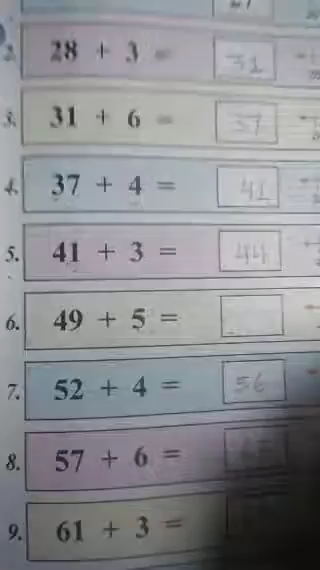 2. 28 + 3 = 31
3. 31 + 6 = 37
4. 37 + 4 = 41
5. 41 + 3 = 44
6. 49 + 5 =
7. 52 + 4 = 56
8. 57 + 6 =
9. 61 + 3 =